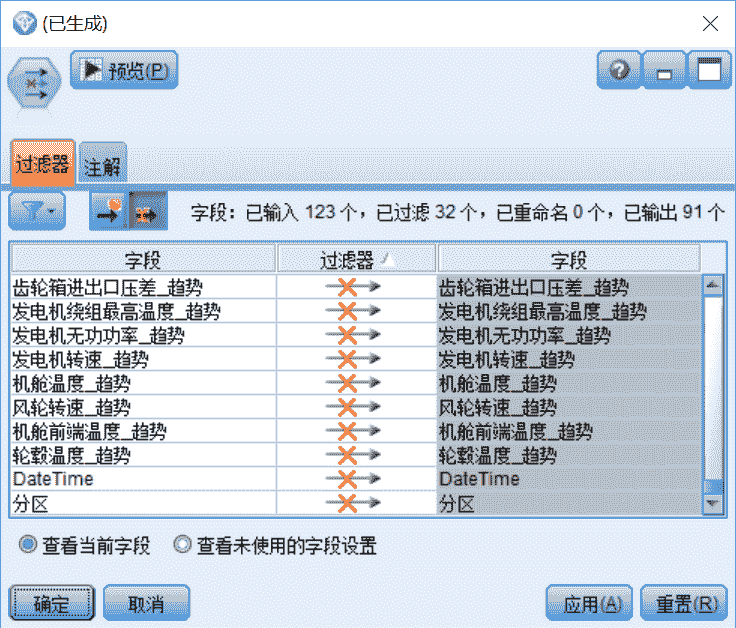 (已生成)
预览(P)
过滤器 注解
字段：已输入 123 个，已过滤 32 个，已重命名 0 个，已输出 91 个
字段 过滤器 字段
齿轮箱进出口压差_趋势 齿轮箱进出口压差_趋势
发电机绕组最高温度_趋势 发电机绕组最高温度_趋势
发电机无功功率_趋势 发电机无功功率_趋势
发电机转速_趋势 发电机转速_趋势
机舱温度_趋势 机舱温度_趋势
风轮转速_趋势 风轮转速_趋势
机舱前端温度_趋势 机舱前端温度_趋势
轮毂温度_趋势 轮毂温度_趋势
DateTime DateTime
分区 分区
查看当前字段 查看未使用的字段设置
确定 取消 应用(A) 重置(R)